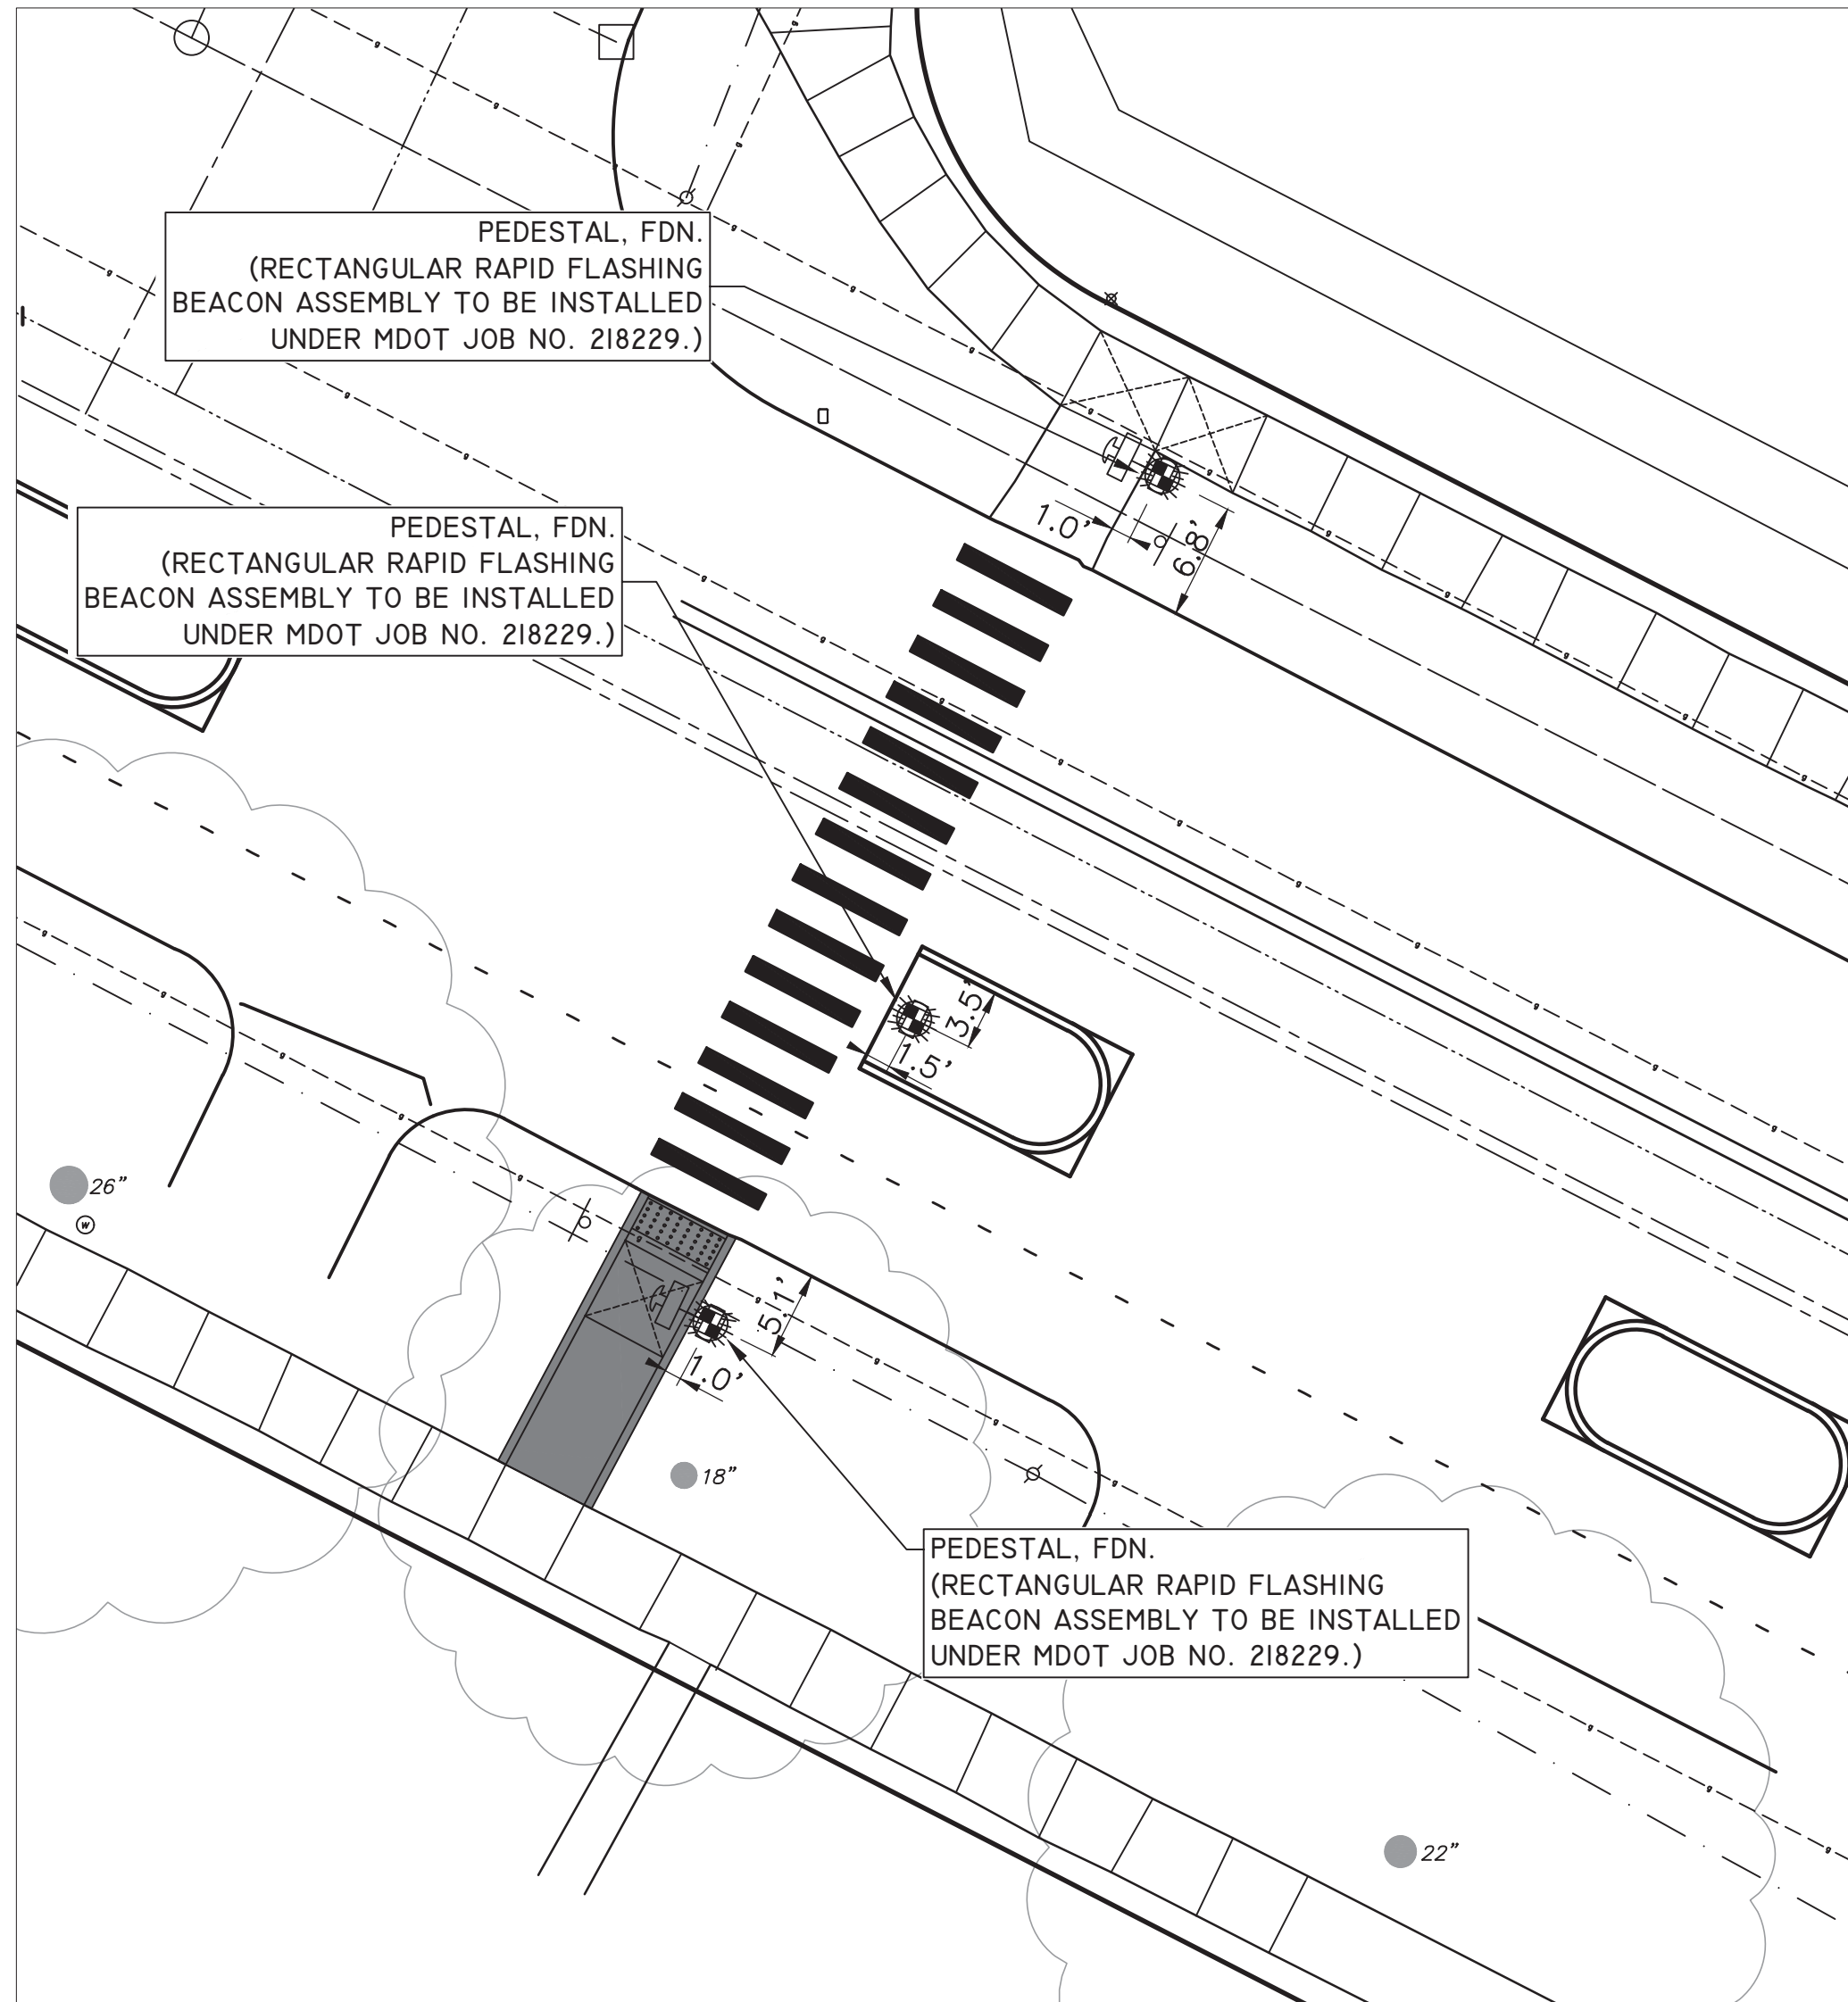 PEDESTAL, FDN.
(RECTANGULAR RAPID FLASHING
BEACON ASSEMBLY TO BE INSTALLED
UNDER MDOT JOB NO. 218229.)
1.0'
6.8'
PEDESTAL, FDN.
(RECTANGULAR RAPID FLASHING
BEACON ASSEMBLY TO BE INSTALLED
UNDER MDOT JOB NO. 218229.)
3.5'
1.5'
26"
W
5.1'
1.0'
18"
PEDESTAL, FDN.
(RECTANGULAR RAPID FLASHING
BEACON ASSEMBLY TO BE INSTALLED
UNDER MDOT JOB NO. 218229.)
22"